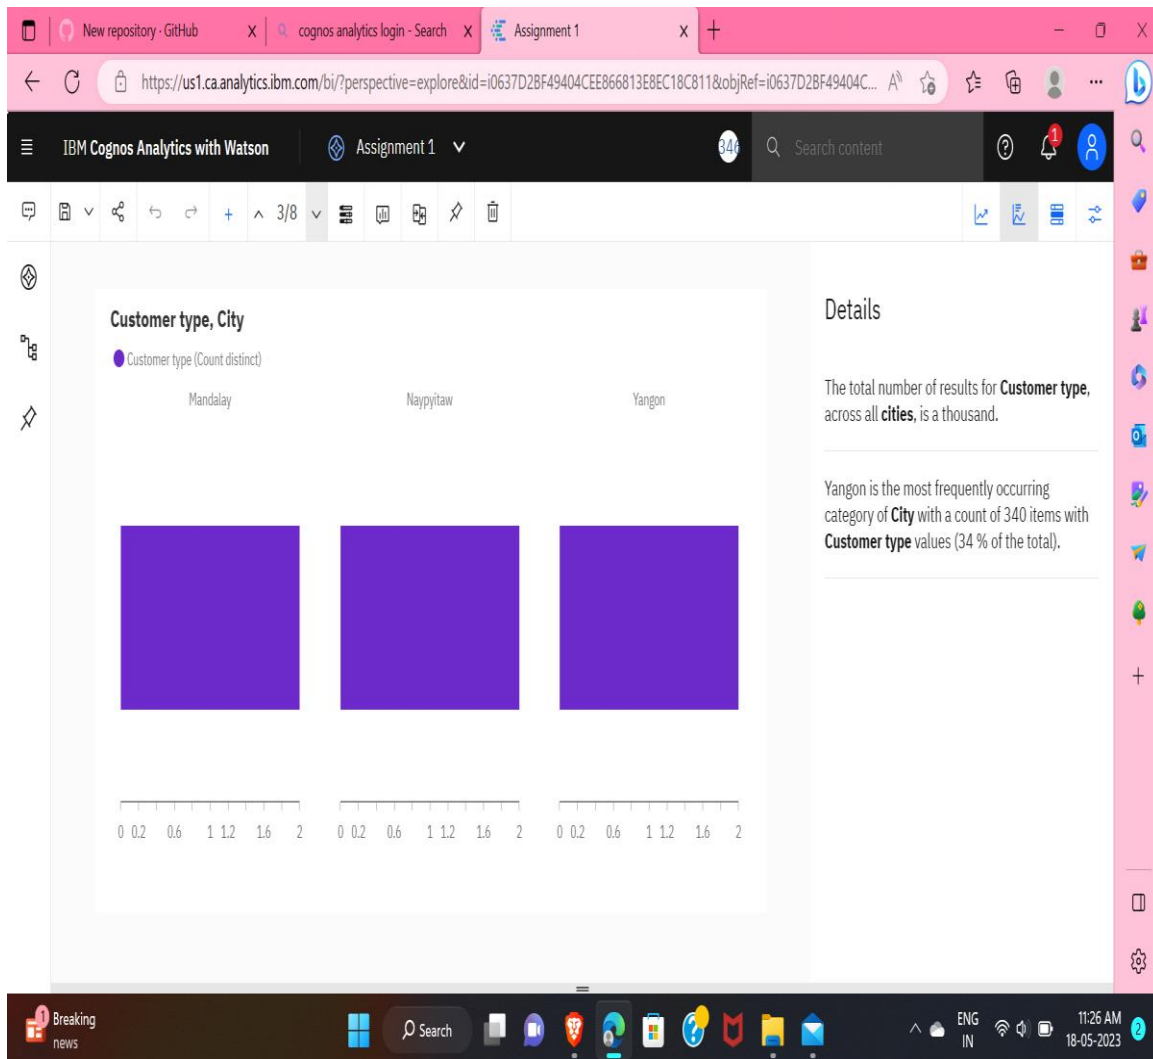 New repository · GitHub
cognos analytics login - Search
Assignment 1
https://us1.ca.analytics.ibm.com/bi/?perspective=explore&id=i0637D2BF49404CEE866813E8EC18C811&objRef=i0637D2BF49404C...
IBM Cognos Analytics with Watson
Assignment 1
346
Search content
1
3/8
Customer type, City
Customer type (Count distinct)
Mandalay Naypyitaw Yangon
0 0.2 0.6 1 1.2 1.6 2
0 0.2 0.6 1 1.2 1.6 2
0 0.2 0.6 1 1.2 1.6 2
Details
The total number of results for Customer type,
across all cities, is a thousand.
Yangon is the most frequently occurring
category of City with a count of 340 items with
Customer type values (34 % of the total).
1
Breaking
news
Search
ENG
IN
11:26 AM
18-05-2023
2